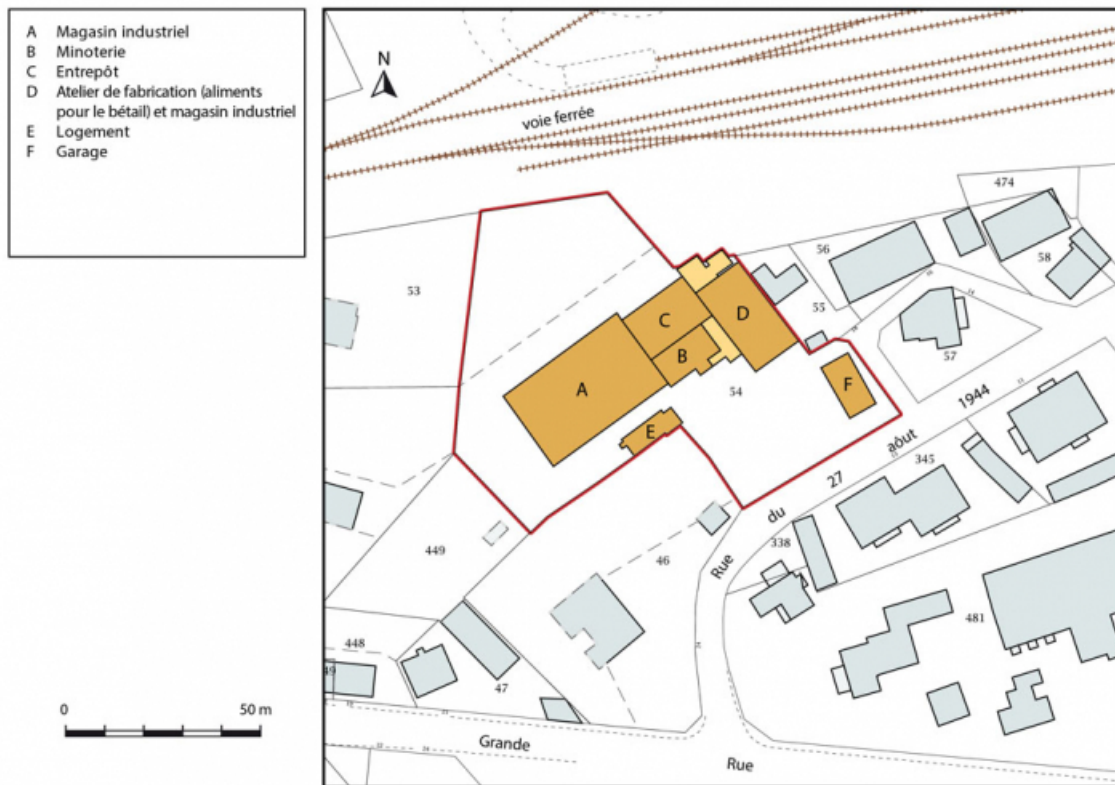 A Magasin industriel
B Minoterie
C Entrepôt
D Atelier de fabrication (aliments
pour le bétail) et magasin industriel
E Logement
F Garage
N
voie ferrée
474
56
58
53
55
57
C
D
B
A
54
F
E
1944
août
27
du
Rue
345
338
449
46
481
448
49
47
0 50 m
Grande
Rue